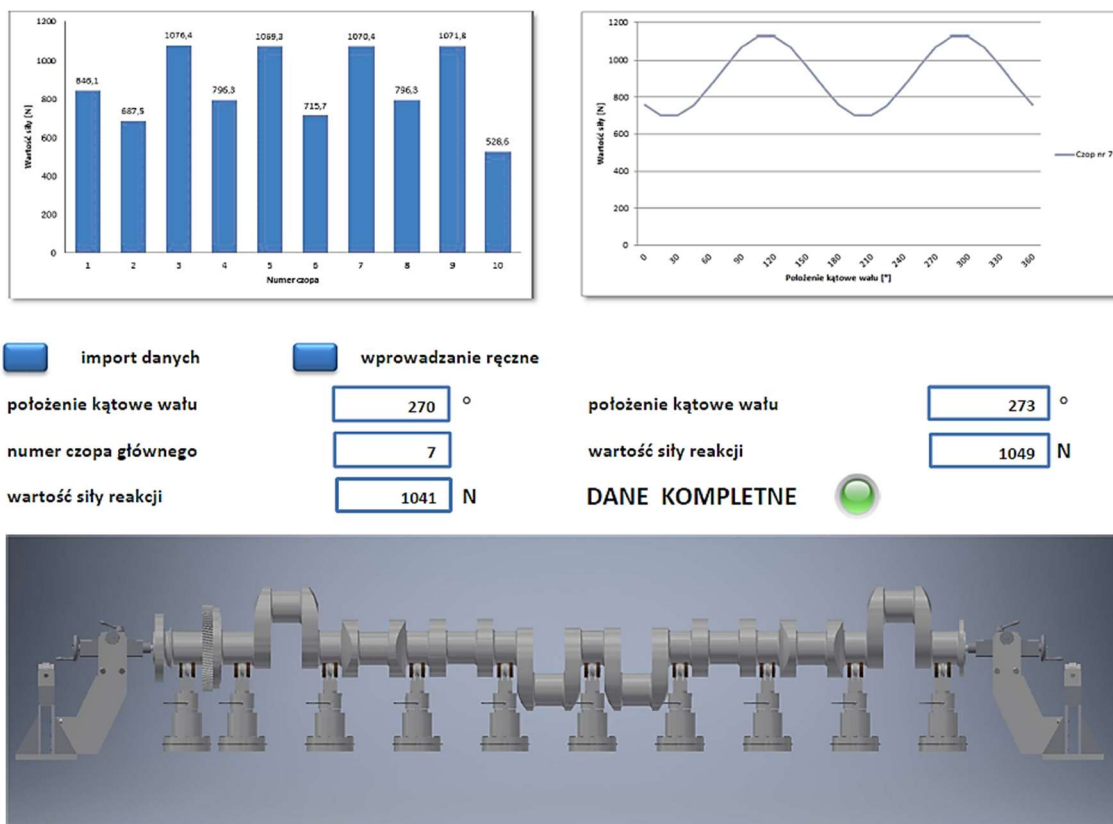 1200
1000
800
600
400
200
0
Wartość siły [N]
846,1
687,5
1076,4
796,3
1069,3
715,7
1070,4
796,3
1071,8
528,6
1 2 3 4 5 6 7 8 9 10
Numer czopa
1200
1000
800
600
400
200
0
Wartość siły [N]
0 30 60 90 120 150 180 210 240 270 300 330 360
Położenie kątowe wału [°]
Czop nr 7
import danych wprowadzanie ręczne
położenie kątowe wału 270 °
numer czopa głównego 7
wartość siły reakcji 1041 N
położenie kątowe wału 273 °
wartość siły reakcji 1049 N
DANE KOMPLETNE